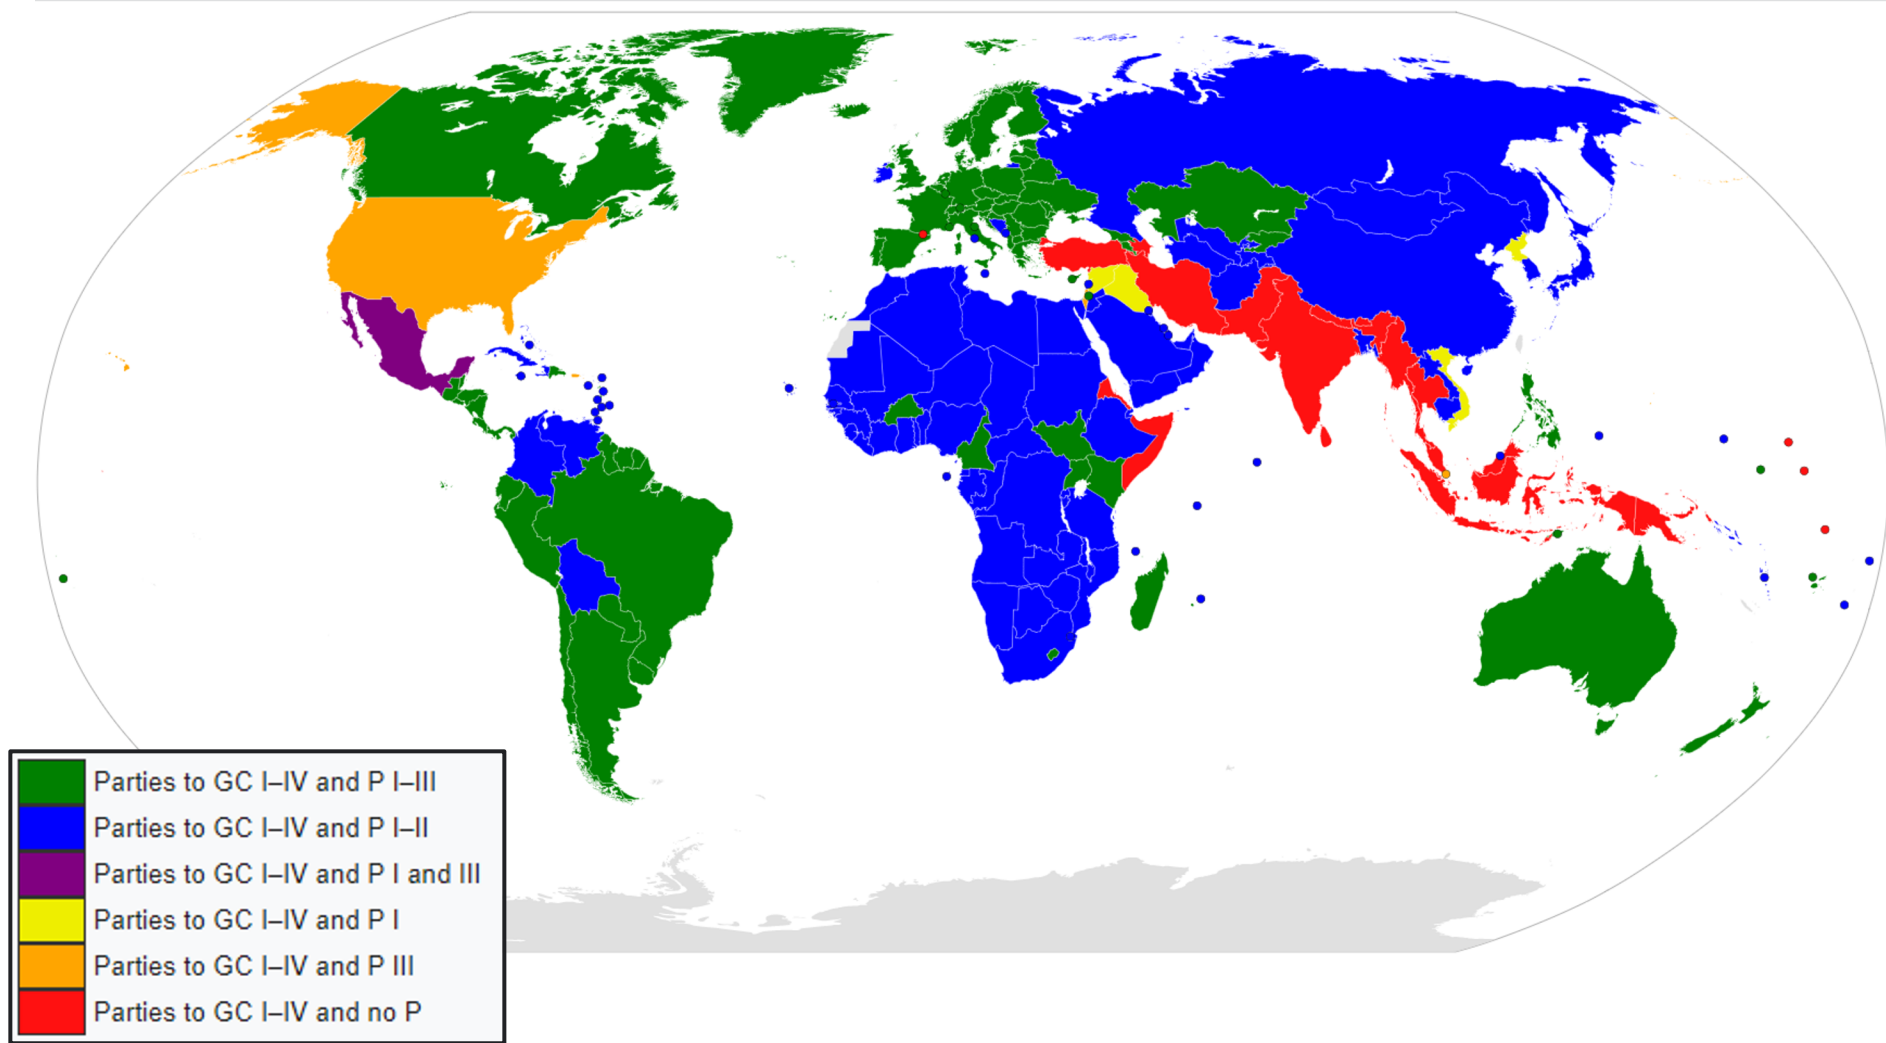 Parties to GC I–IV and P I–III
Parties to GC I–IV and P I–II
Parties to GC I–IV and P I and III
Parties to GC I–IV and P I
Parties to GC I–IV and P III
Parties to GC I–IV and no P